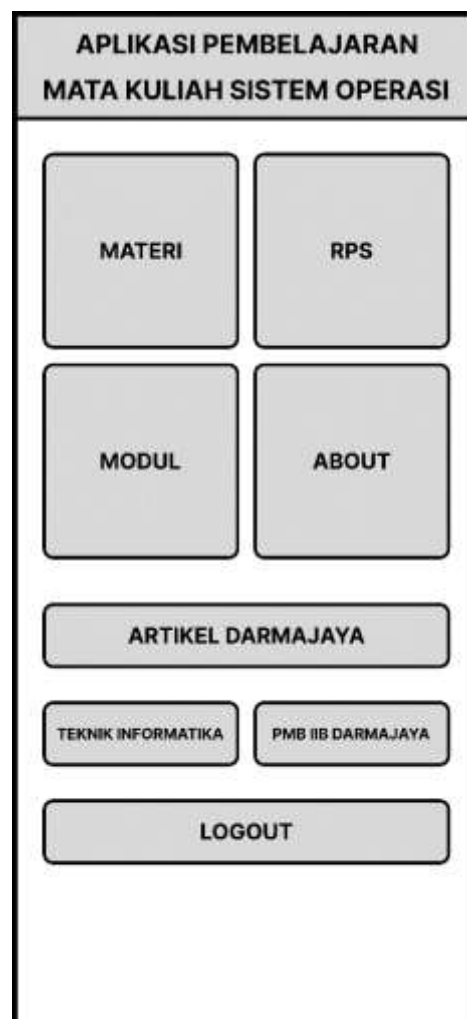 APLIKASI PEMBELAJARAN
MATA KULIAH SISTEM OPERASI
MATERI
RPS
MODUL
ABOUT
ARTIKEL DARMAJAYA
TEKNIK INFORMATIKA
PMB IIB DARMAJAYA
LOGOUT